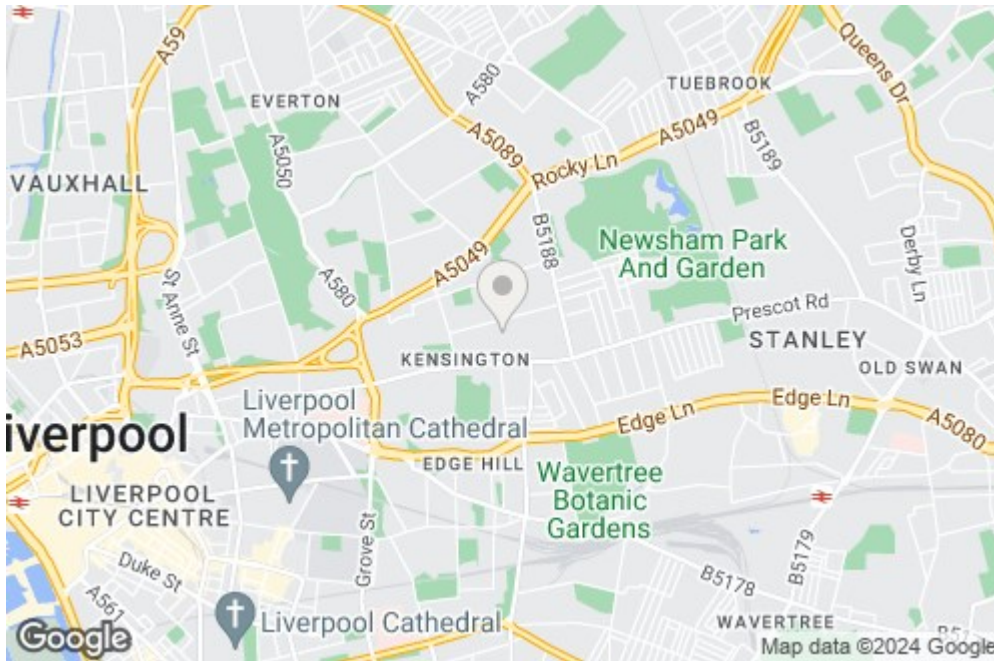 A59
A580
TUEBROOK
Queens Dr
EVERTON
A5089
A5049
B5189
A5050
Rocky Ln
VAUXHALL
B5188
Derby Ln
Newsham Park
And Garden
A5049
A580
St Anne St
Prescot Rd
A5053
STANLEY
KENSINGTON
OLD SWAN
Liverpool
Metropolitan Cathedral
Edge Ln
Edge Ln
A5080
iverpool
EDGE HILL
Wavertree
Botanic
Gardens
LIVERPOOL
CITY CENTRE
Grove St
B5179
Duke St
B5178
A561
WAVERTREE
Liverpool Cathedral
Google
Map data ©2024 Google